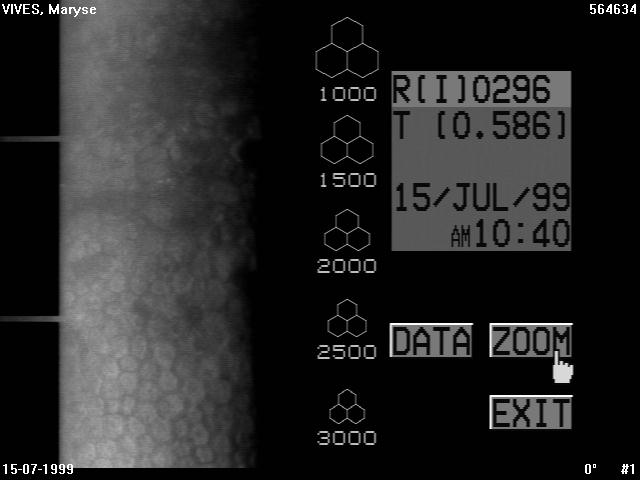 VIVES, Maryse
564634
1000
1500
2000
2500
3000
R[I]0296
T [0.586]
15/JUL/99
AM10:40
DATA
ZOOM
EXIT
15-07-1999
0°
#1